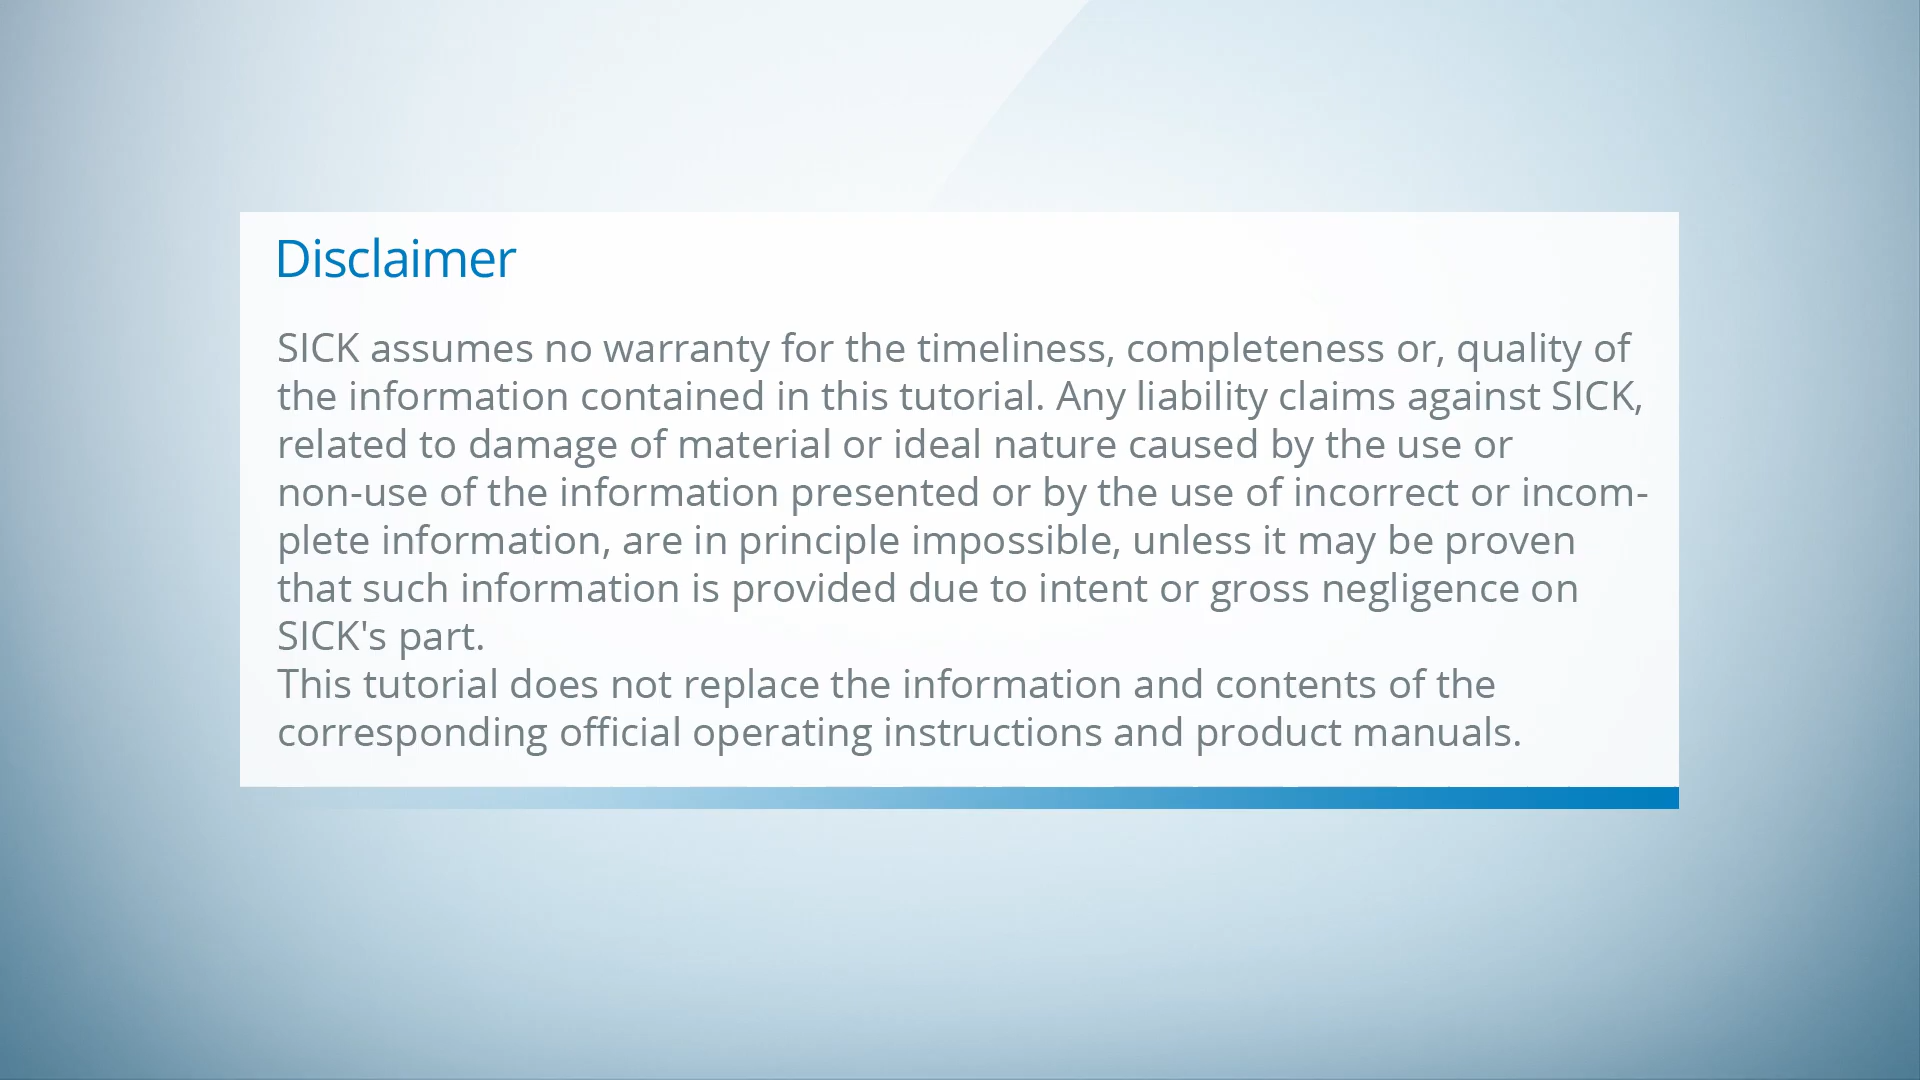 Disclaimer
SICK assumes no warranty for the timeliness, completeness or, quality of
the information contained in this tutorial. Any liability claims against SICK,
related to damage of material or ideal nature caused by the use or
non-use of the information presented or by the use of incorrect or incom-
plete information, are in principle impossible, unless it may be proven
that such information is provided due to intent or gross negligence on
SICK's part.
This tutorial does not replace the information and contents of the
corresponding official operating instructions and product manuals.